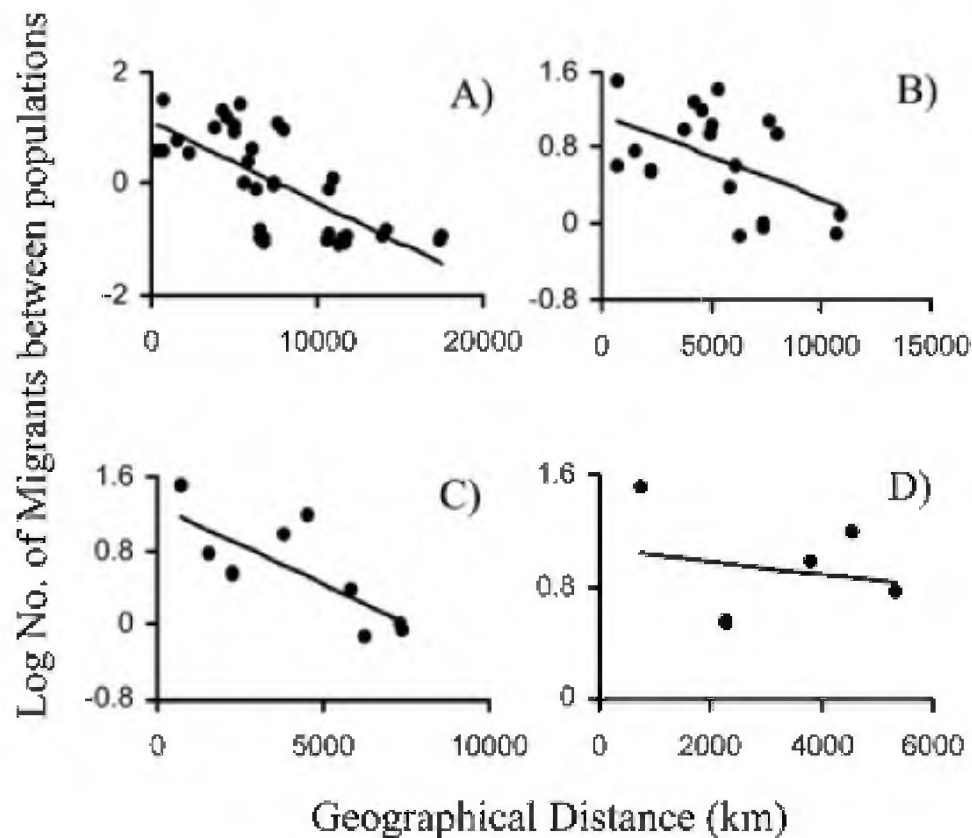 Log No. of Migrants between populations
A)
2
0
-2
0 10000 20000
B)
1.6
0.8
0
-0.8
0 5000 10000 15000
C)
1.6
0.8
0
-0.8
0 5000 10000
D)
1.6
0.8
0
0 2000 4000 6000
Geographical Distance (km)